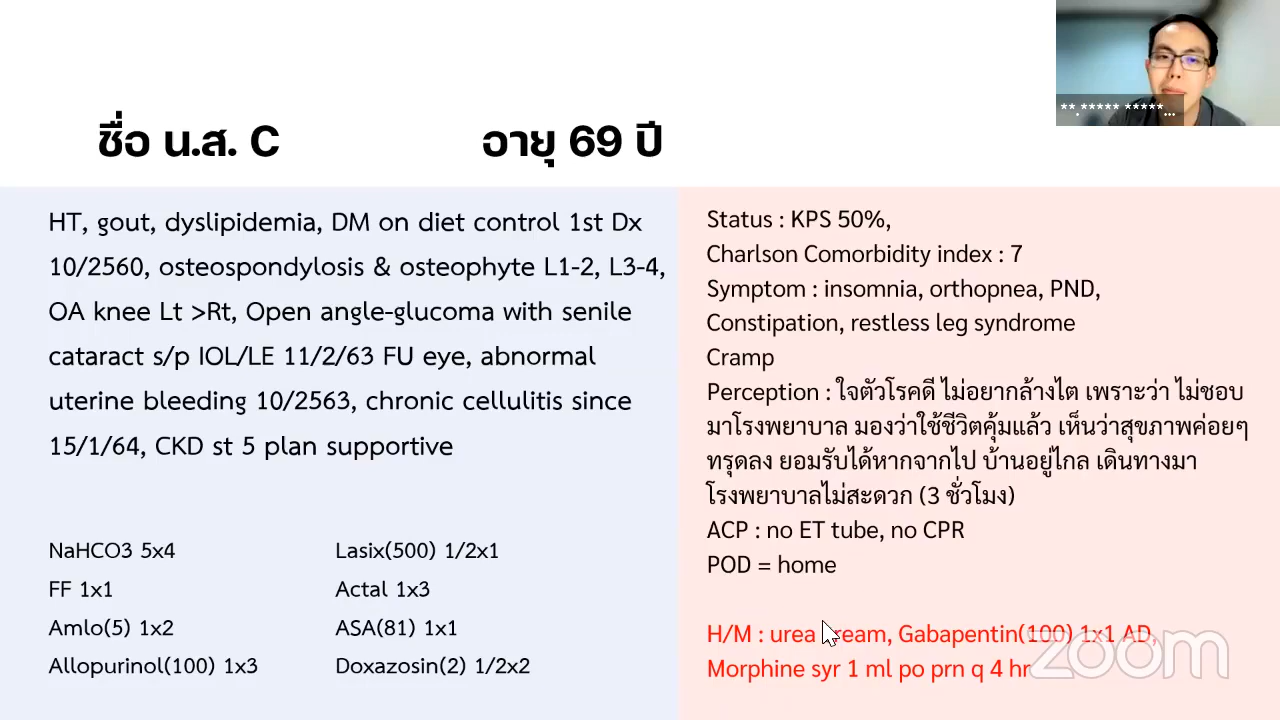 **.***** *****...
ชื่อ น.ส. C อายุ 69 ปี
HT, gout, dyslipidemia, DM on diet control 1st Dx
10/2560, osteospondylosis & osteophyte L1-2, L3-4,
OA knee Lt >Rt, Open angle-glucoma with senile
cataract s/p IOL/LE 11/2/63 FU eye, abnormal
uterine bleeding 10/2563, chronic cellulitis since
15/1/64, CKD st 5 plan supportive
NaHCO3 5x4 Lasix(500) 1/2x1
FF 1x1 Actal 1x3
Amlo(5) 1x2 ASA(81) 1x1
Allopurinol(100) 1x3 Doxazosin(2) 1/2x2
Status : KPS 50%,
Charlson Comorbidity index : 7
Symptom : insomnia, orthopnea, PND,
Constipation, restless leg syndrome
Cramp
Perception : ใจตัวโรคดี ไม่อยากล้างไต เพราะว่า ไม่ชอบ
มาโรงพยาบาล มองว่าใช้ชีวิตคุ้มแล้ว เห็นว่าสุขภาพค่อยๆ
ทรุดลง ยอมรับได้หากจากไป บ้านอยู่ไกล เดินทางมา
โรงพยาบาลไม่สะดวก (3 ชั่วโมง)
ACP : no ET tube, no CPR
POD = home
H/M : urea cream, Gabapentin(100) 1x1 AD,
Morphine syr 1 ml po prn q 4 hr
zoom